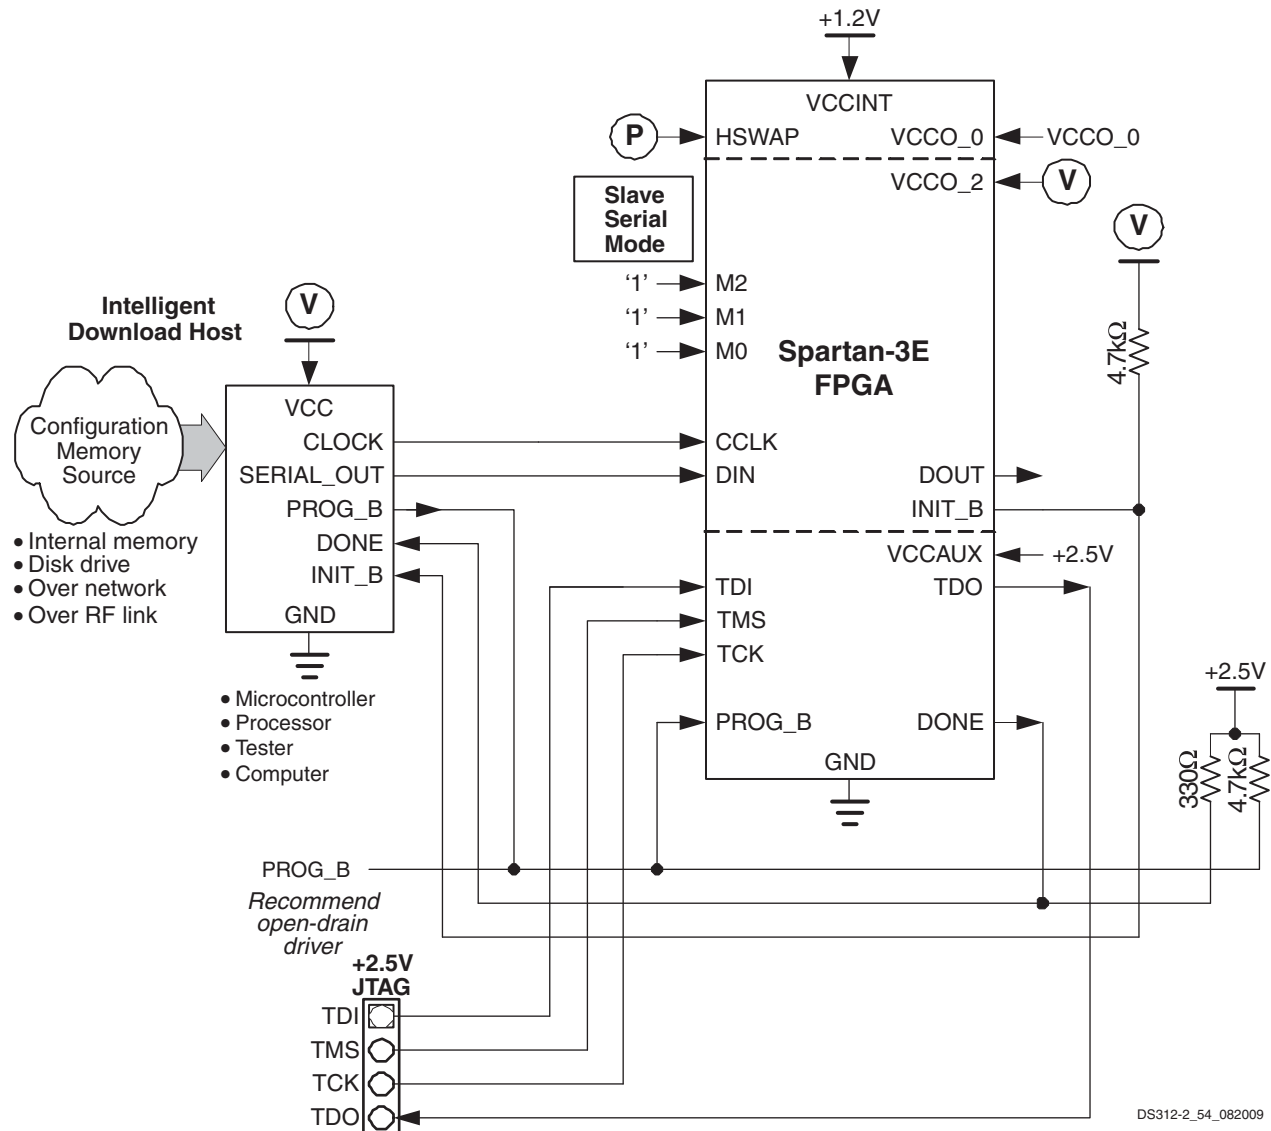 +1.2V
VCCINT
P
HSWAP
VCCO_0
VCCO_0
VCCO_2
V
Slave
Serial
Mode
V
'1'
M2
'1'
M1
'1'
M0
Spartan-3E
FPGA
4.7kΩ
Intelligent
Download Host
V
Configuration
Memory
Source
VCC
CLOCK
SERIAL_OUT
PROG_B
DONE
INIT_B
GND
CCLK
DIN
DOUT
INIT_B
• Internal memory
• Disk drive
• Over network
• Over RF link
VCCAUX
+2.5V
TDI
TDO
TMS
TCK
• Microcontroller
• Processor
• Tester
• Computer
PROG_B
DONE
GND
+2.5V
330Ω
4.7kΩ
PROG_B
Recommend
open-drain
driver
+2.5V
JTAG
TDI
TMS
TCK
TDO
DS312-2_54_082009